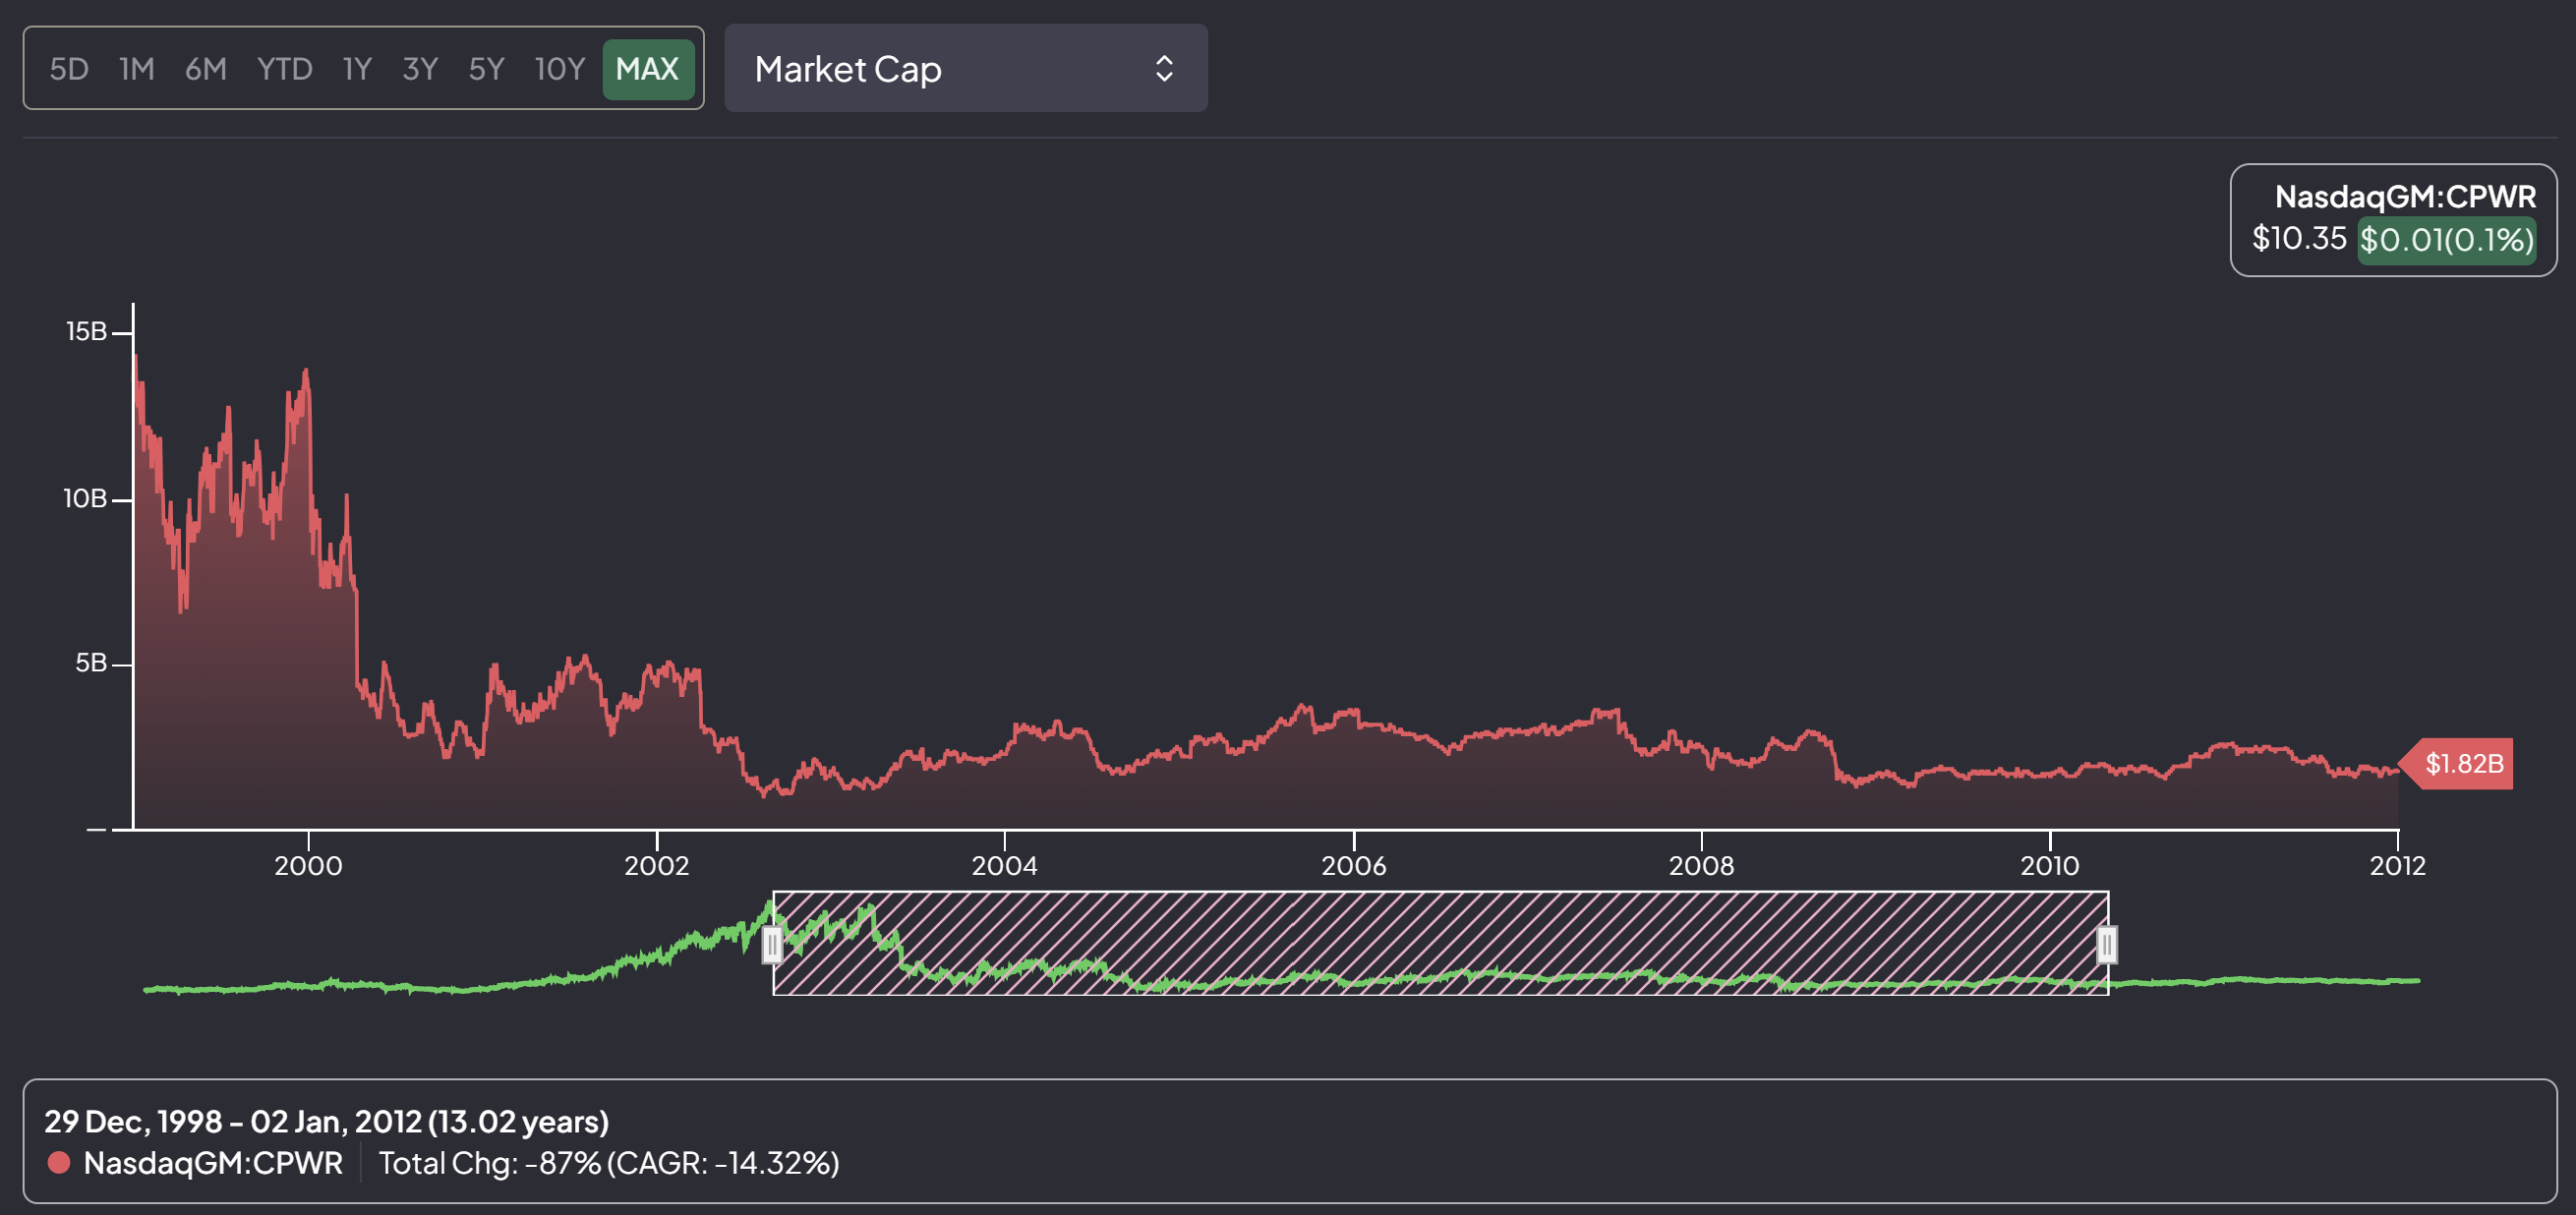 5D 1M 6M YTD 1Y 3Y 5Y 10Y MAX Market Cap
NasdaqGM:CPWR
$10.35 $0.01(0.1%)
15B
10B
5B
$1.82B
—
2000 2002 2004 2006 2008 2010 2012
29 Dec, 1998 - 02 Jan, 2012 (13.02 years)
NasdaqGM:CPWR Total Chg: -87% (CAGR: -14.32%)